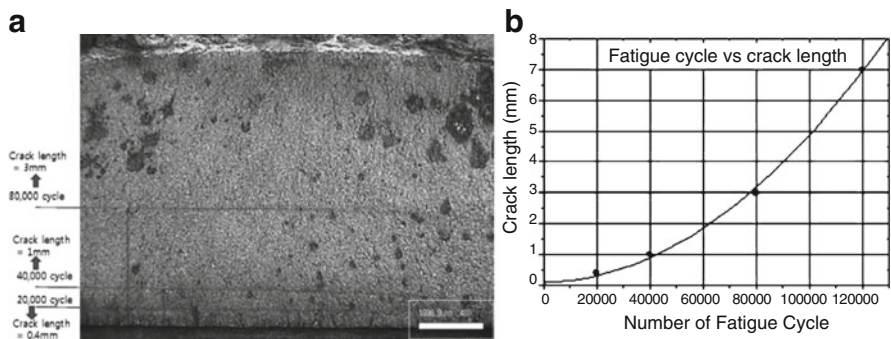 a
Crack length
= 3mm
80,000 cycle
Crack length
= 1mm
40,000 cycle
20,000 cycle
Crack length
= 0.4mm
b
Fatigue cycle vs crack length
Crack length (mm)
8
7
6
5
4
3
2
1
0
0 20000 40000 60000 80000 100000 120000
Number of Fatigue Cycle